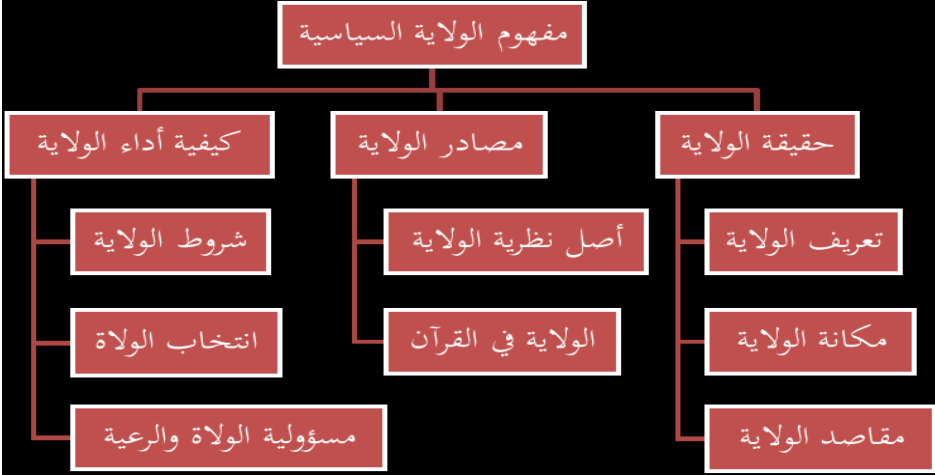 مفهوم الولاية السياسية
حقيقة الولاية
تعريف الولاية
مكانة الولاية
مقاصد الولاية
مصادر الولاية
أصل نظرية الولاية
الولاية في القرآن
كيفية أداء الولاية
شروط الولاية
انتخاب الولاة
مسؤولية الولاة والرعية